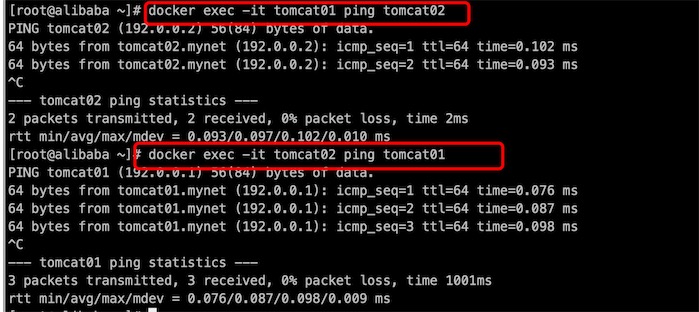 [root@alibaba ~]# docker exec -it tomcat01 ping tomcat02
PING tomcat02 (192.0.0.2) 56(84) bytes of data.
64 bytes from tomcat02.mynet (192.0.0.2): icmp_seq=1 ttl=64 time=0.102 ms
64 bytes from tomcat02.mynet (192.0.0.2): icmp_seq=2 ttl=64 time=0.093 ms
^C
--- tomcat02 ping statistics ---
2 packets transmitted, 2 received, 0% packet loss, time 2ms
rtt min/avg/max/mdev = 0.093/0.097/0.102/0.010 ms
[root@alibaba ~]# docker exec -it tomcat02 ping tomcat01
PING tomcat01 (192.0.0.1) 56(84) bytes of data.
64 bytes from tomcat01.mynet (192.0.0.1): icmp_seq=1 ttl=64 time=0.076 ms
64 bytes from tomcat01.mynet (192.0.0.1): icmp_seq=2 ttl=64 time=0.087 ms
64 bytes from tomcat01.mynet (192.0.0.1): icmp_seq=3 ttl=64 time=0.098 ms
^C
--- tomcat01 ping statistics ---
3 packets transmitted, 3 received, 0% packet loss, time 1001ms
rtt min/avg/max/mdev = 0.076/0.087/0.098/0.009 ms